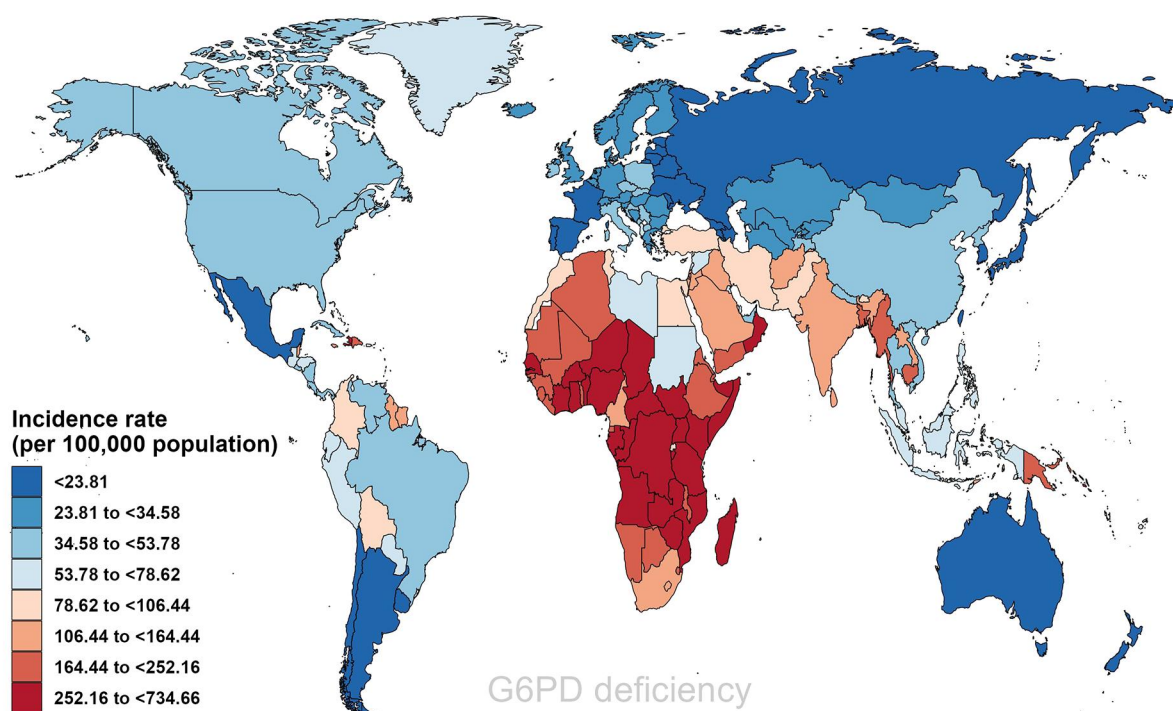 Incidence rate
(per 100,000 population)
<23.81
23.81 to <34.58
34.58 to <53.78
53.78 to <78.62
78.62 to <106.44
106.44 to <164.44
164.44 to <252.16
252.16 to <734.66
G6PD deficiency